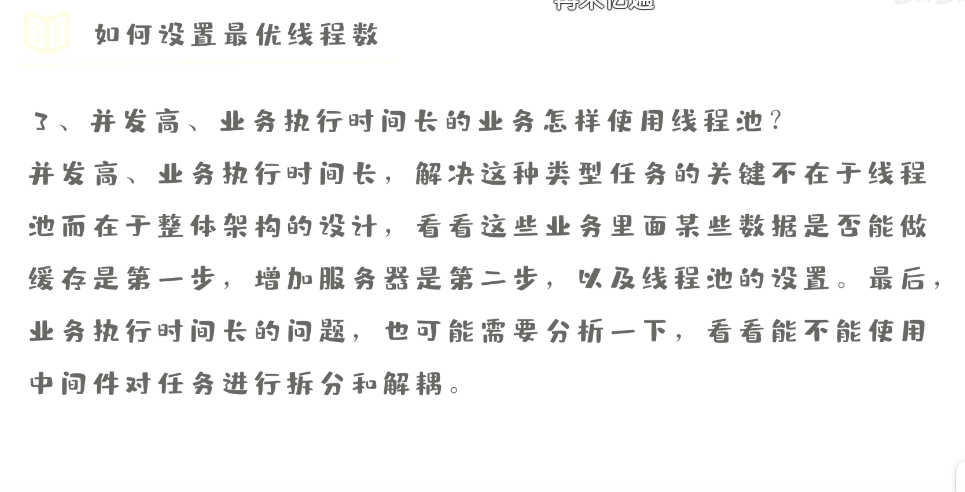 如何设置最优线程数
3、并发高、业务执行时间长的业务怎样使用线程池?
并发高、业务执行时间长，解决这种类型任务的关键不在于线程
池而在于整体架构的设计，看看这些业务里面某些数据是否能做
缓存是第一步，增加服务器是第二步，以及线程池的设置。最后，
业务执行时间长的问题，也可能需要分析一下，看看能不能使用
中间件对任务进行拆分和解耦。